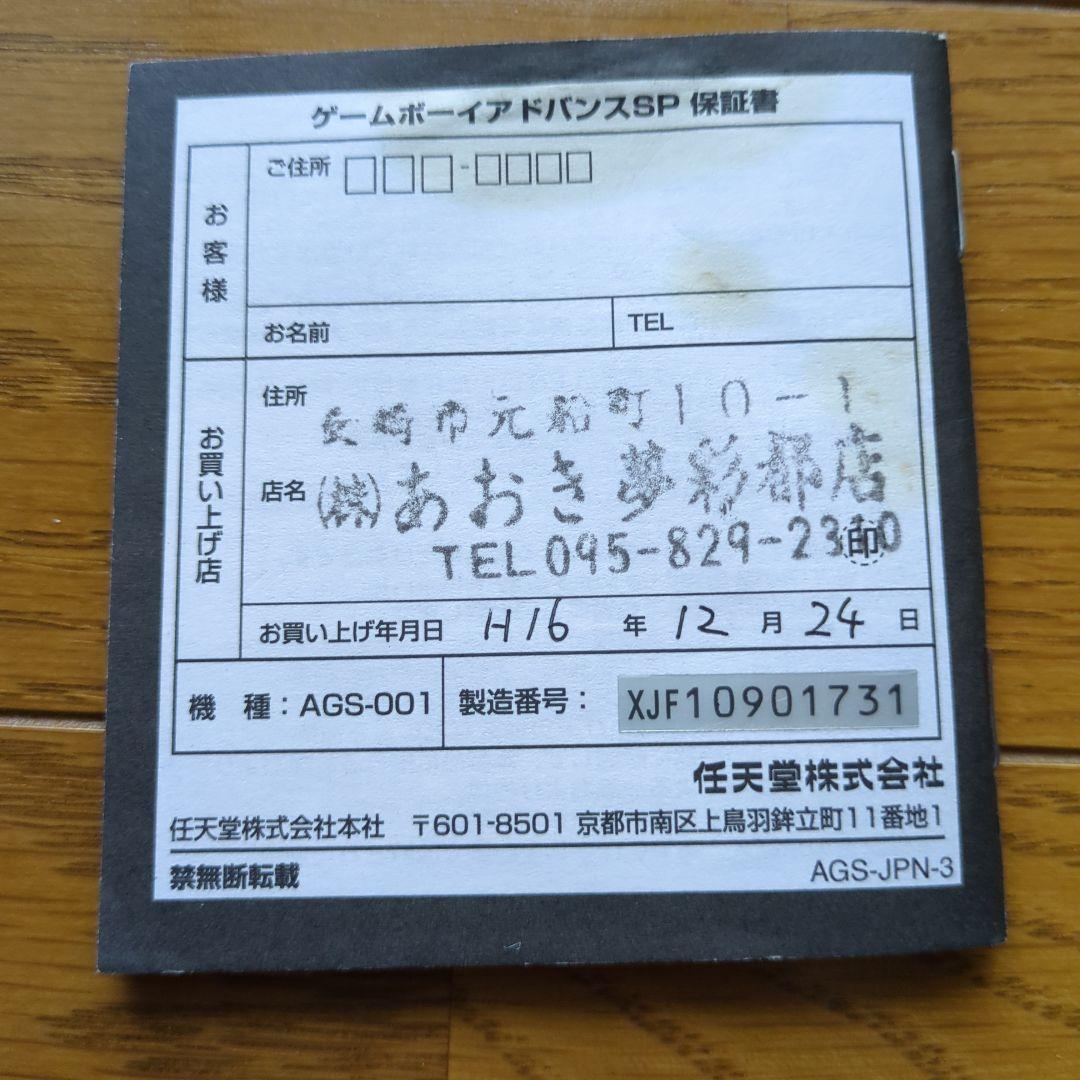 ゲームボーイアドバンスSP 保証書
お客様
ご住所 □□□-□□□□
お名前
TEL
お買い上げ店
住所 長崎市元船町10-1
店名 (株)あおき夢彩都店
TEL095-829-2310
印
お買い上げ年月日 H16 年 12 月 24 日
機 種：AGS-001
製造番号： XJF10901731
任天堂株式会社
任天堂株式会社本社 〒601-8501 京都市南区上鳥羽鉾立町11番地1
禁無断転載
AGS-JPN-3